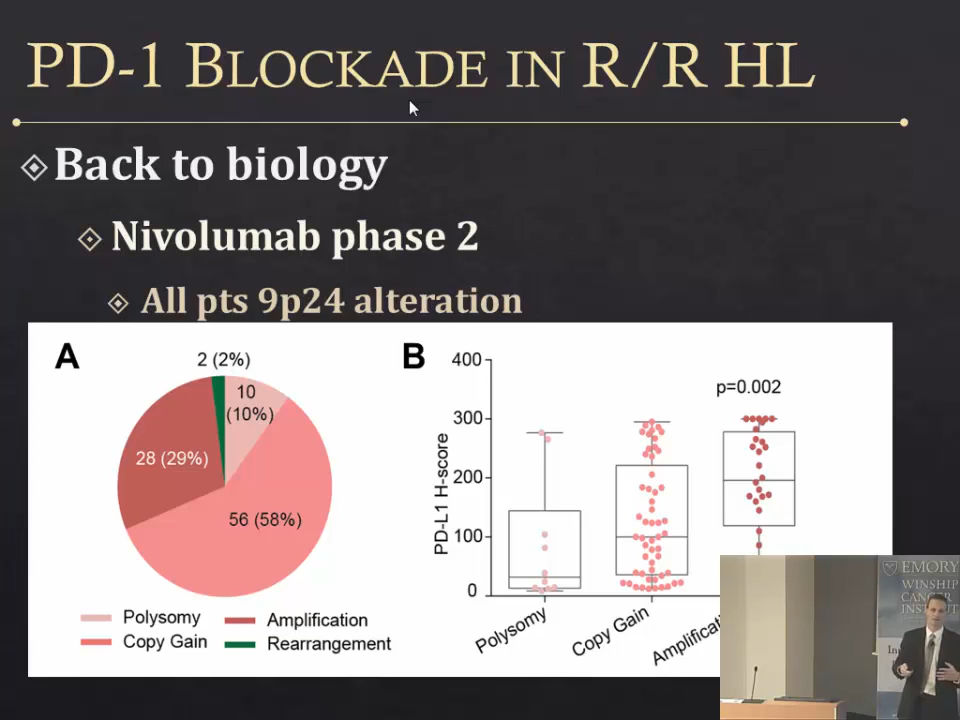 PD-1 BLOCKADE IN R/R HL
Back to biology
Nivolumab phase 2
All pts 9p24 alteration
A
2 (2%)
10
(10%)
28 (29%)
56 (58%)
Polysomy
Amplification
Copy Gain
Rearrangement
B
400
p=0.002
300
200
100
0
PD-L1 H-score
Polysomy
Copy Gain
Amplificati
EMORY
WINSHIP
CANCER
INSTITUT